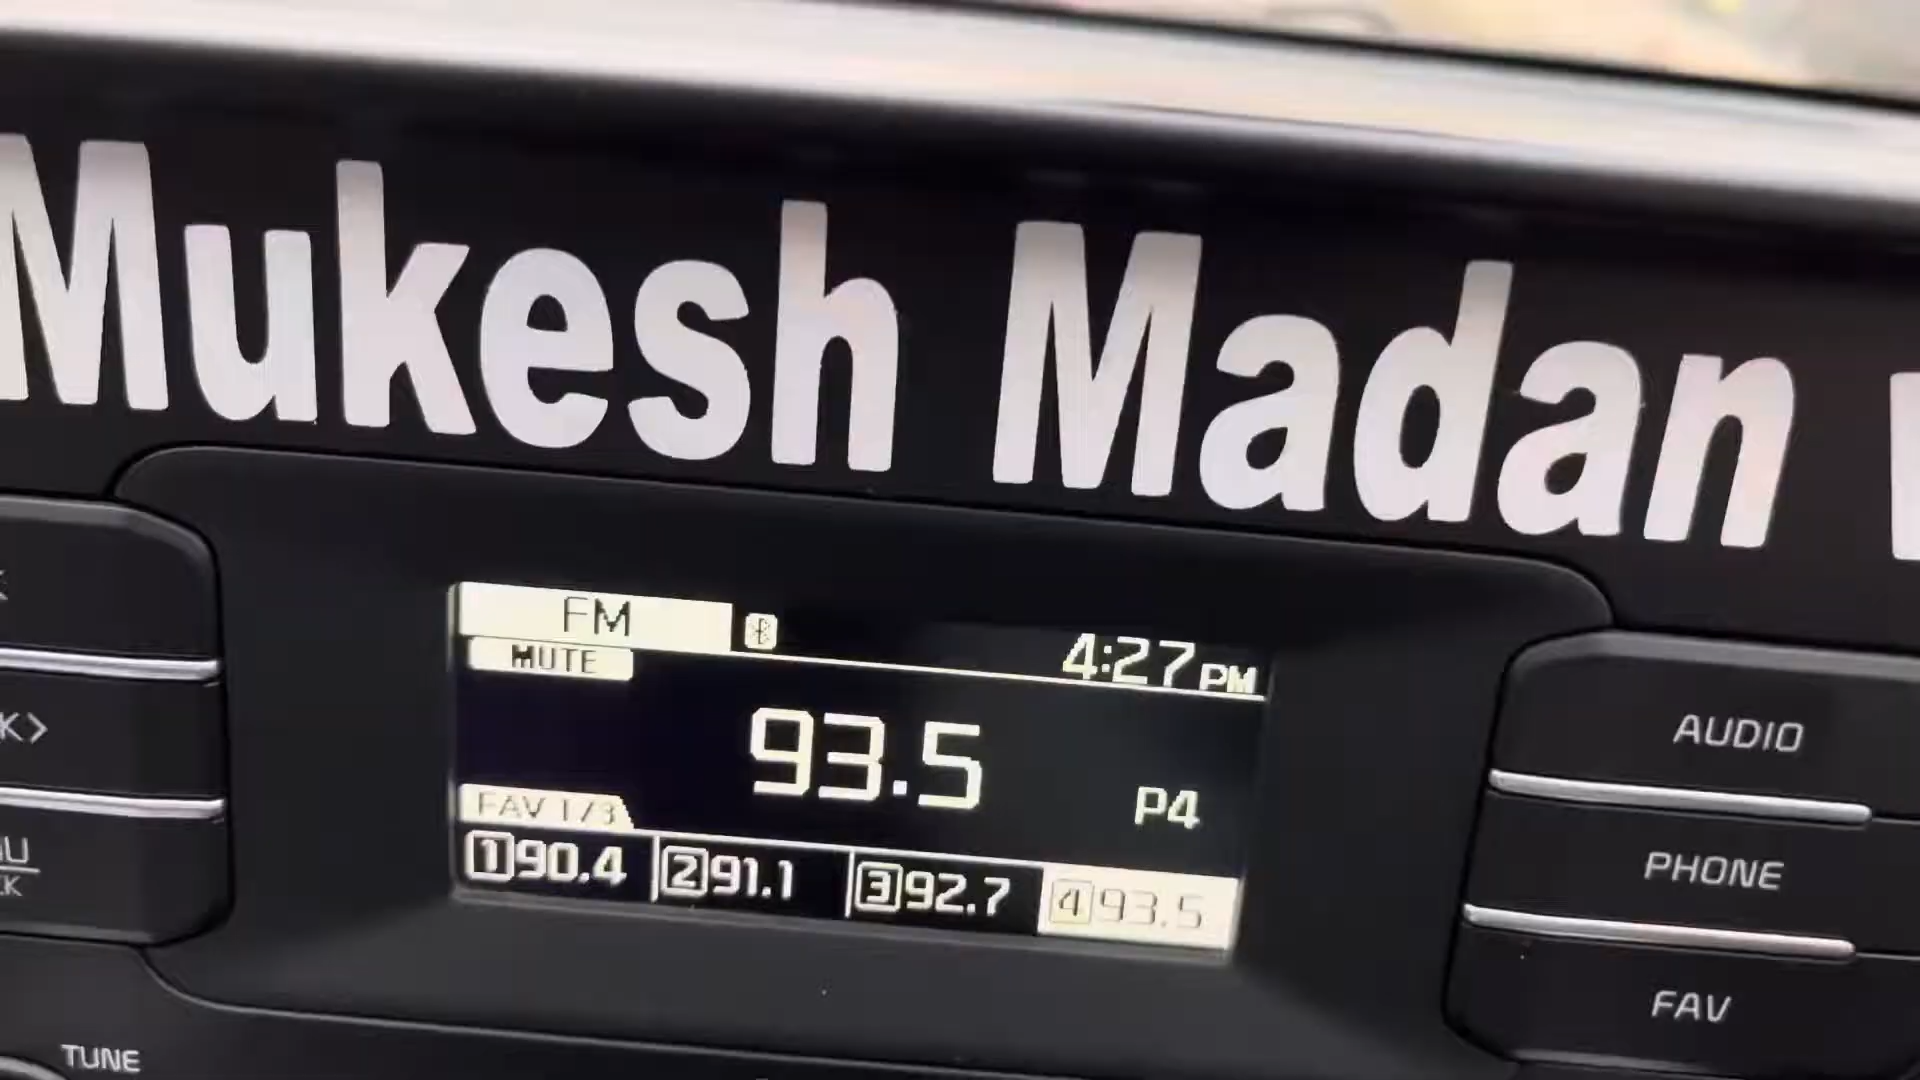 Mukesh Madan
FM
4:27 PM
MUTE
93.5
P4
FAV 1/3
1 90.4 2 91.1 3 92.7 4 93.5
AUDIO
PHONE
FAV
TUNE